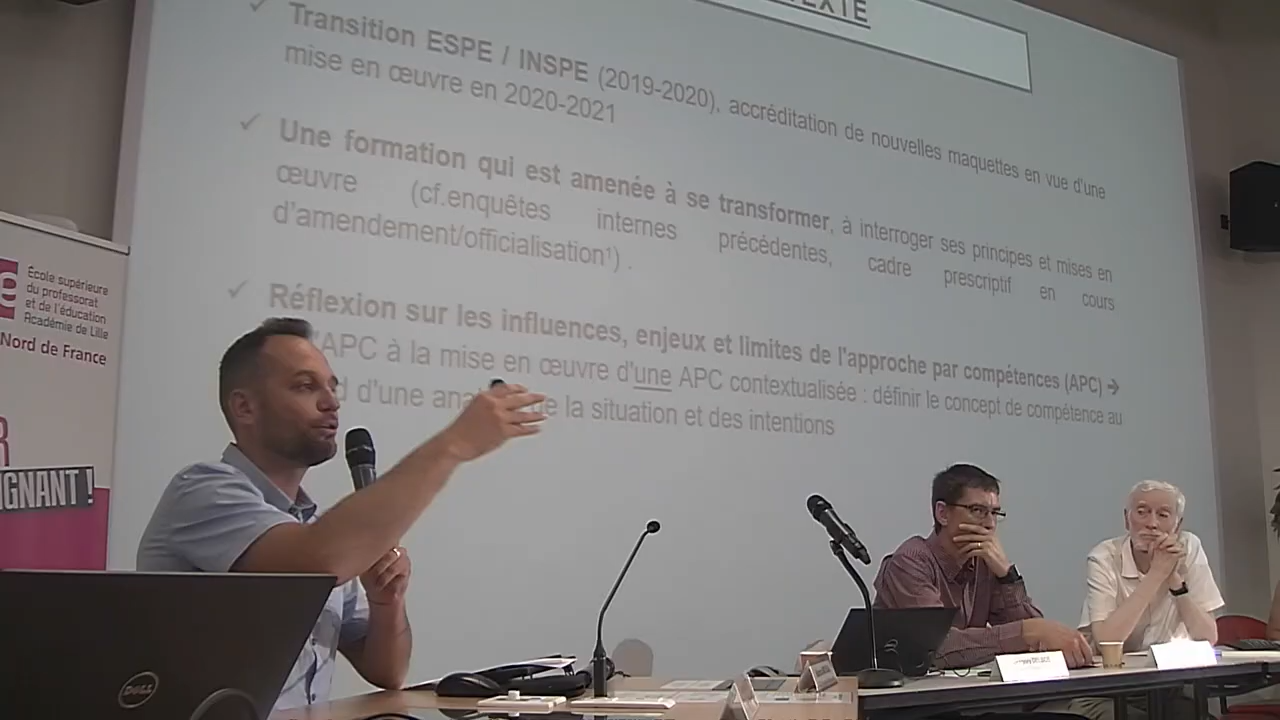 TEXTE
✓ Transition ESPE / INSPE (2019-2020), accréditation de nouvelles maquettes en vue d'une
mise en œuvre en 2020-2021
✓ Une formation qui est amenée à se transformer, à interroger ses principes et mises en
œuvre (cf.enquêtes internes précédentes, cadre prescriptif en cours
d'amendement/officialisation¹) .
✓ Réflexion sur les influences, enjeux et limites de l'approche par compétences (APC) ➔
APC à la mise en œuvre d'une APC contextualisée : définir le concept de compétence au
d'une la situation et des intentions
École supérieure
du professorat
et de l'éducation
Académie de Lille
Nord de France
IGNANT !
DELL